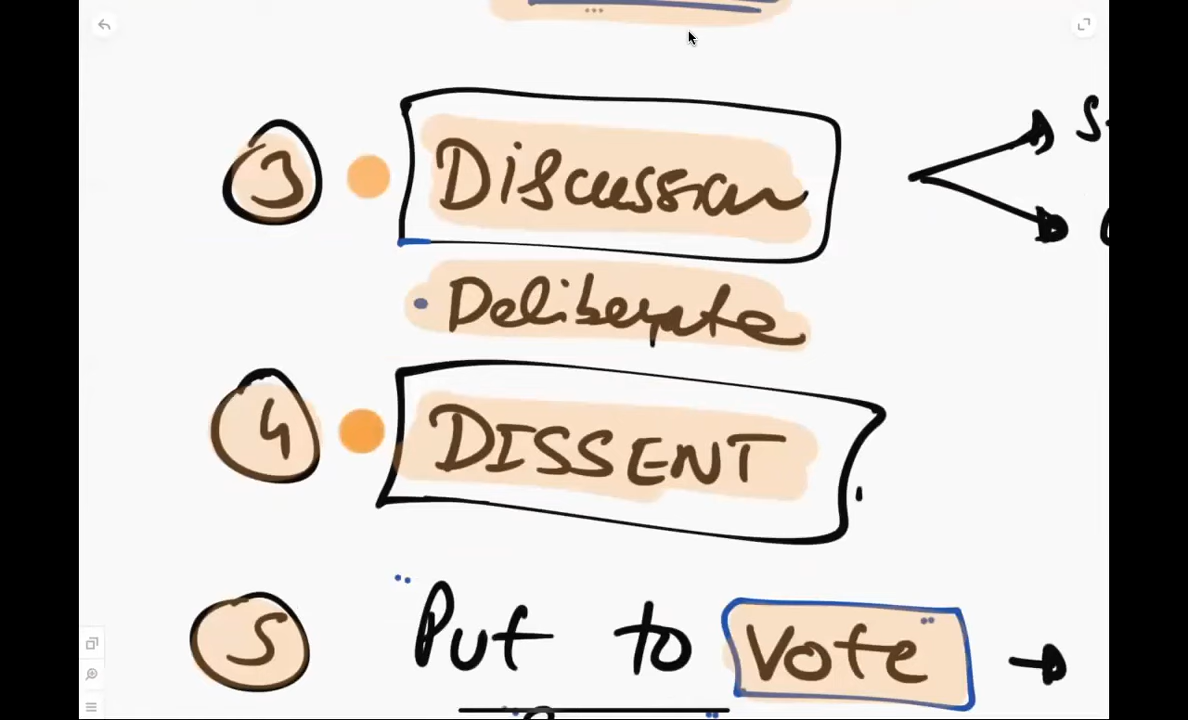 3 Discussion
• Deliberate
4 DISSENT
5 Put to Vote